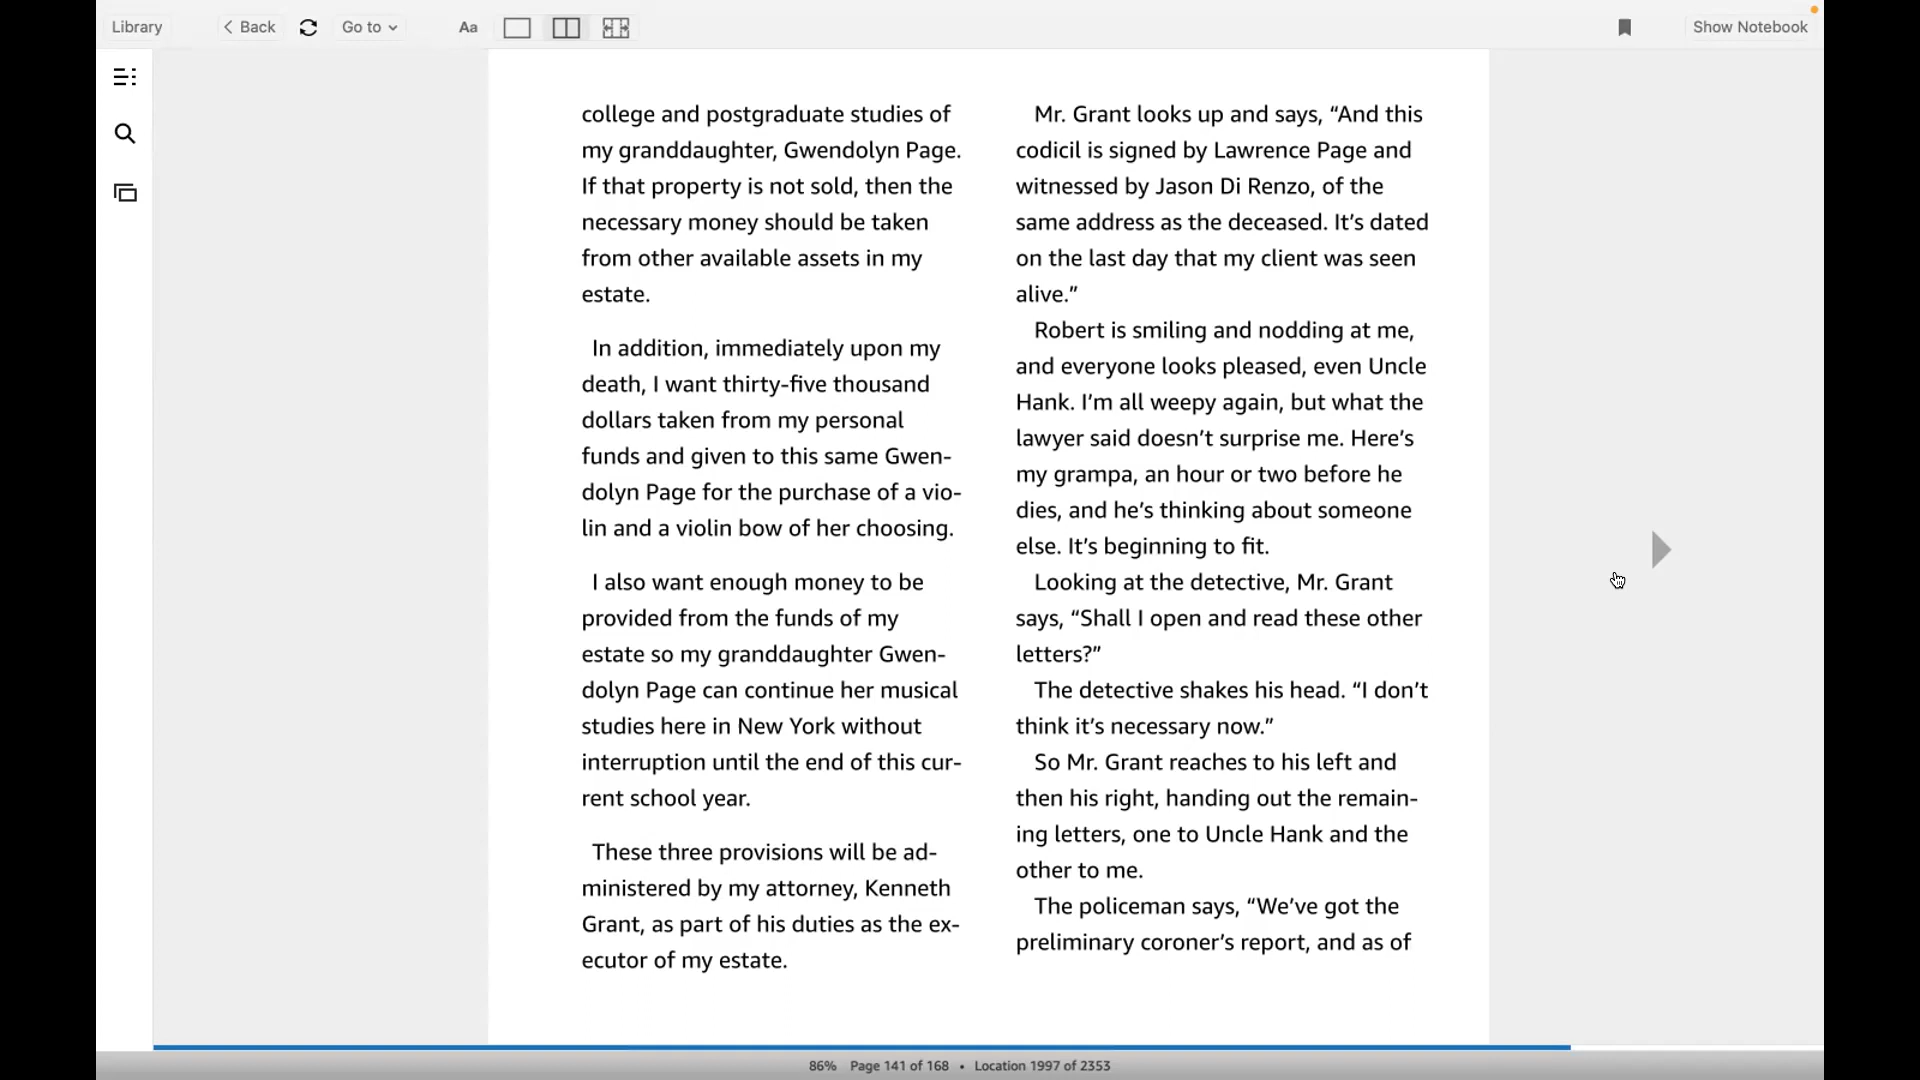 Library
Back
Go to
Aa
Show Notebook
college and postgraduate studies of
my granddaughter, Gwendolyn Page.
If that property is not sold, then the
necessary money should be taken
from other available assets in my
estate.
In addition, immediately upon my
death, I want thirty-five thousand
dollars taken from my personal
funds and given to this same Gwen-
dolyn Page for the purchase of a vio-
lin and a violin bow of her choosing.
I also want enough money to be
provided from the funds of my
estate so my granddaughter Gwen-
dolyn Page can continue her musical
studies here in New York without
interruption until the end of this cur-
rent school year.
These three provisions will be ad-
ministered by my attorney, Kenneth
Grant, as part of his duties as the ex-
ecutor of my estate.
Mr. Grant looks up and says, “And this
codicil is signed by Lawrence Page and
witnessed by Jason Di Renzo, of the
same address as the deceased. It’s dated
on the last day that my client was seen
alive.”
Robert is smiling and nodding at me,
and everyone looks pleased, even Uncle
Hank. I’m all weepy again, but what the
lawyer said doesn’t surprise me. Here’s
my grampa, an hour or two before he
dies, and he’s thinking about someone
else. It’s beginning to fit.
Looking at the detective, Mr. Grant
says, “Shall I open and read these other
letters?”
The detective shakes his head. “I don’t
think it’s necessary now.”
So Mr. Grant reaches to his left and
then his right, handing out the remain-
ing letters, one to Uncle Hank and the
other to me.
The policeman says, “We’ve got the
preliminary coroner’s report, and as of
86% Page 141 of 168 • Location 1997 of 2353